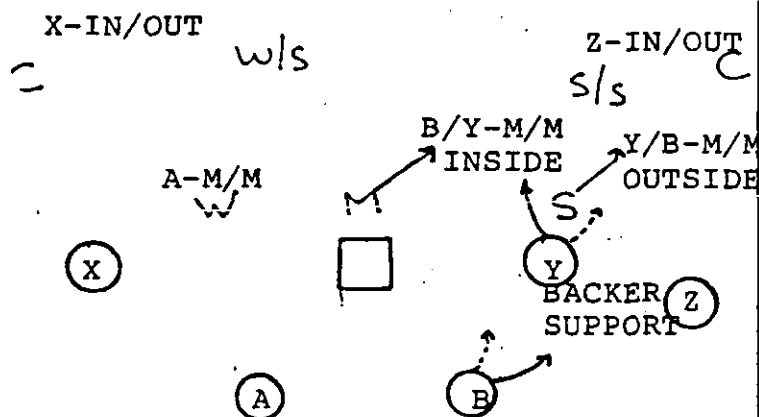 X-IN/OUT
W/S
Z-IN/OUT
C
C
S/S
B/Y-M/M
INSIDE
Y/B-M/M
OUTSIDE
A-M/M
W
M
S
X
Y
BACKER
SUPPORT
Z
A
B